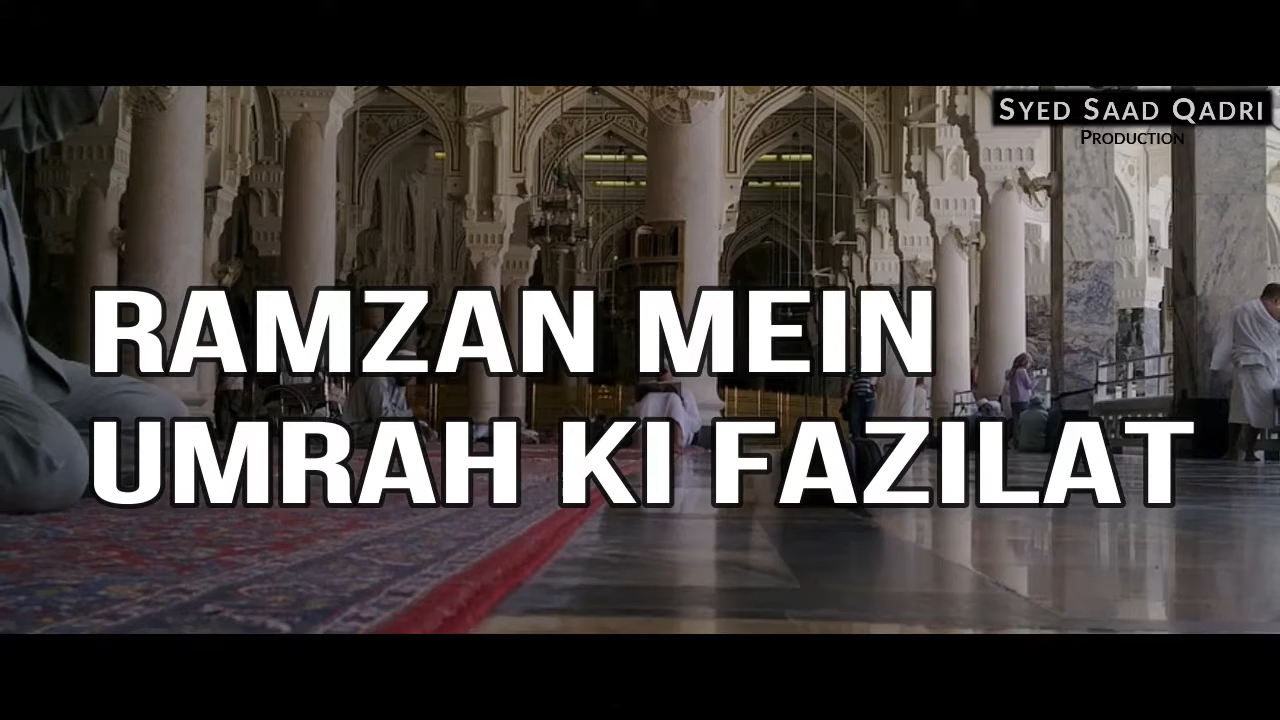 SYED SAAD QADRI
PRODUCTION
RAMZAN MEIN
UMRAH KI FAZILAT